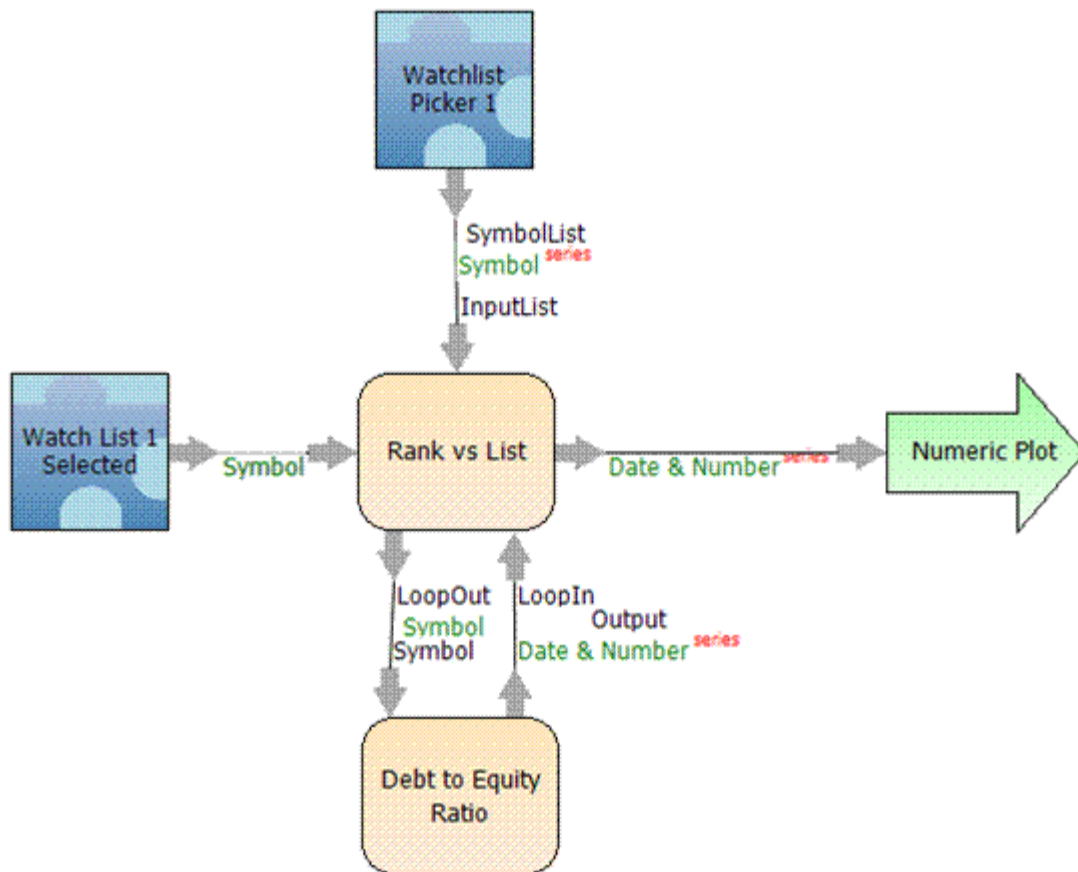 Watchlist
Picker 1
SymbolList
Symbol series
InputList
Watch List 1
Selected
Symbol
Rank vs List
Date & Number series
Numeric Plot
LoopOut
Symbol
Symbol
LoopIn
Output
Date & Number series
Debt to Equity
Ratio